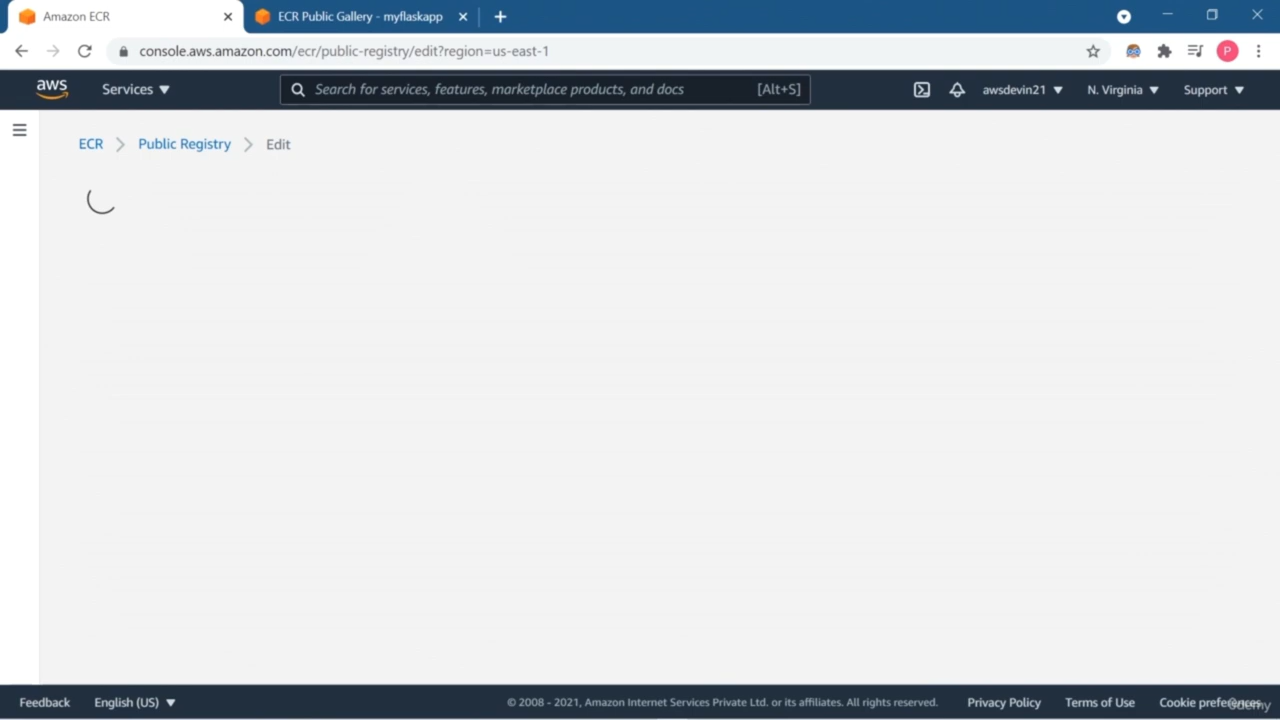 Amazon ECR
ECR Public Gallery - myflaskapp
console.aws.amazon.com/ecr/public-registry/edit?region=us-east-1
P
aws
Services
Search for services, features, marketplace products, and docs
[Alt+S]
awsdevin21
N. Virginia
Support
ECR
Public Registry
Edit
Feedback
English (US)
© 2008 - 2021, Amazon Internet Services Private Ltd. or its affiliates. All rights reserved.
Privacy Policy
Terms of Use
Cookie preferences
Udemy